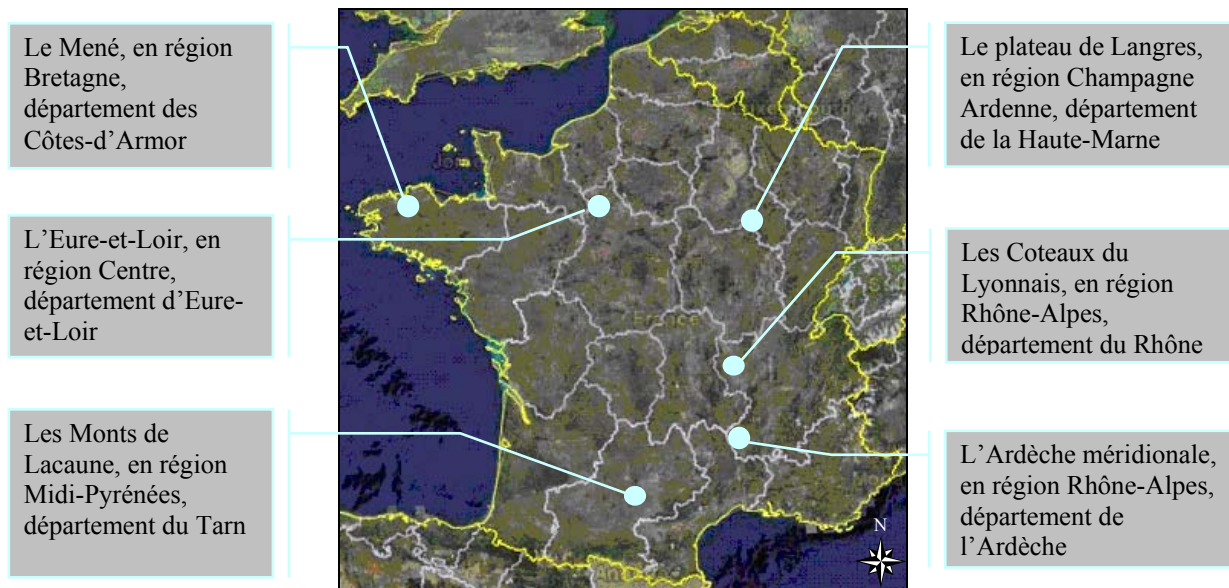 Le Mené, en région
Bretagne,
département des
Côtes-d’Armor
L’Eure-et-Loir, en
région Centre,
département d’Eure-
et-Loir
Les Monts de
Lacaune, en région
Midi-Pyrénées,
département du Tarn
France
N
Le plateau de Langres,
en région Champagne
Ardenne, département
de la Haute-Marne
Les Coteaux du
Lyonnais, en région
Rhône-Alpes,
département du Rhône
L’Ardèche méridionale,
en région Rhône-Alpes,
département de
l’Ardèche